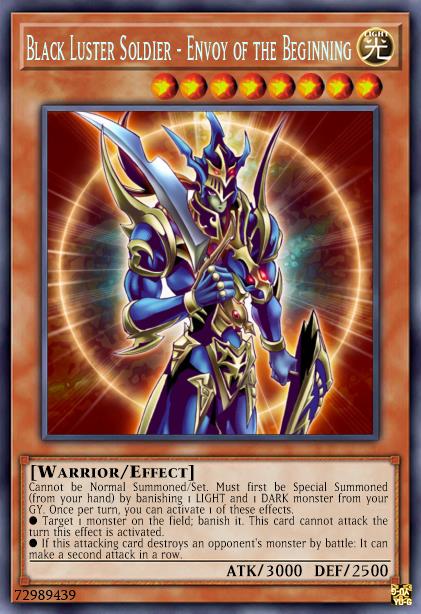 Black Luster Soldier - Envoy of the Beginning
LIGHT
光
[Warrior/Effect]
Cannot be Normal Summoned/Set. Must first be Special Summoned
(from your hand) by banishing 1 LIGHT and 1 DARK monster from your
GY. Once per turn, you can activate 1 of these effects.
● Target 1 monster on the field; banish it. This card cannot attack the
turn this effect is activated.
● If this attacking card destroys an opponent's monster by battle: It can
make a second attack in a row.
ATK/3000 DEF/2500
72989439